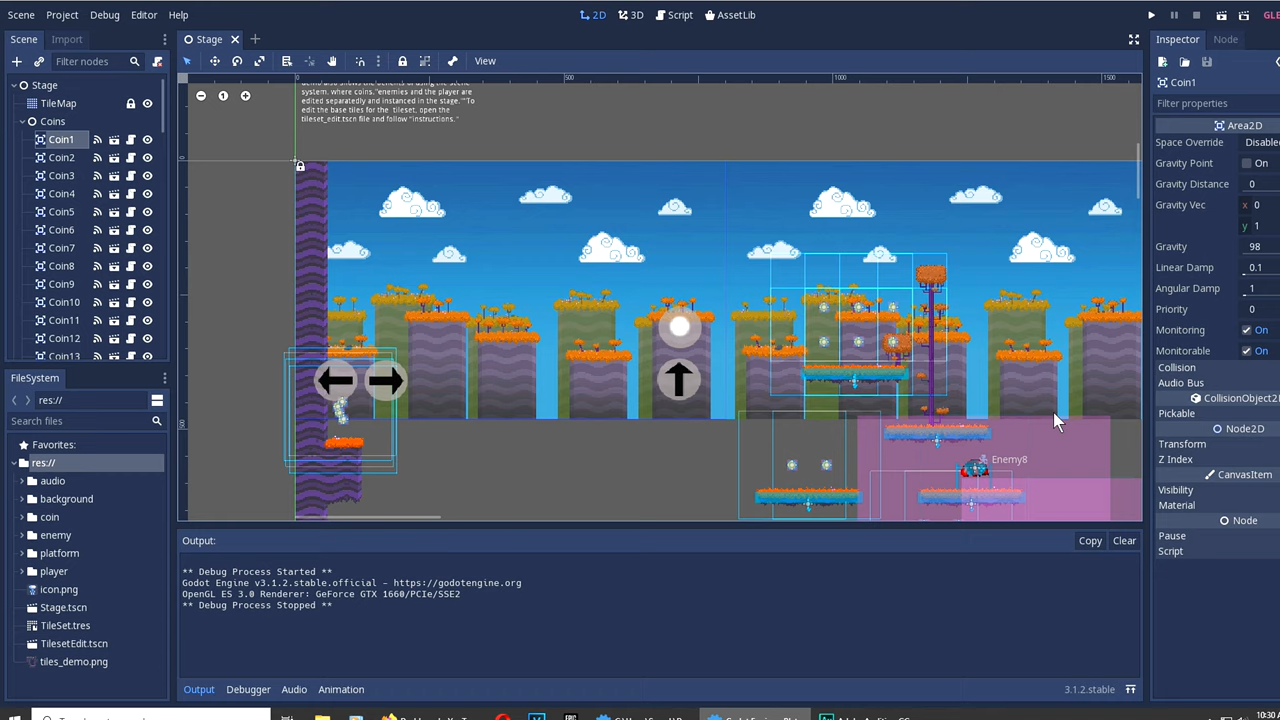 Scene Project Debug Editor Help
2D 3D Script AssetLib
Scene Import
Stage
Inspector Node
Filter nodes
View
Stage
TileMap
Coins
Coin1
Coin2
Coin3
Coin4
Coin5
Coin6
Coin7
Coin8
Coin9
Coin10
Coin11
Coin12
Coin13
FileSystem
res://
Search files
Favorites:
res://
audio
background
coin
enemy
platform
player
icon.png
Stage.tscn
TileSet.tres
TilesetEdit.tscn
tiles_demo.png
0 500 1000 1500
system, where coins,"enemies and the player are
edited separatedly and instanced in the stage.""To
edit the base tiles for the tileset, open the
tileset_edit.tscn file and follow "instructions."
Enemy8
Output:
Copy Clear
** Debug Process Started **
Godot Engine v3.1.2.stable.official - https://godotengine.org
OpenGL ES 3.0 Renderer: GeForce GTX 1660/PCIe/SSE2
** Debug Process Stopped **
Output Debugger Audio Animation
3.1.2.stable
Coin1
Filter properties
Area2D
Space Override Disable
Gravity Point On
Gravity Distance 0
Gravity Vec x 0
y 1
Gravity 98
Linear Damp 0.1
Angular Damp 1
Priority 0
Monitoring On
Monitorable On
Collision
Audio Bus
CollisionObject2
Pickable
Node2D
Transform
Z Index
CanvasItem
Visibility
Material
Node
Pause
Script
10:30